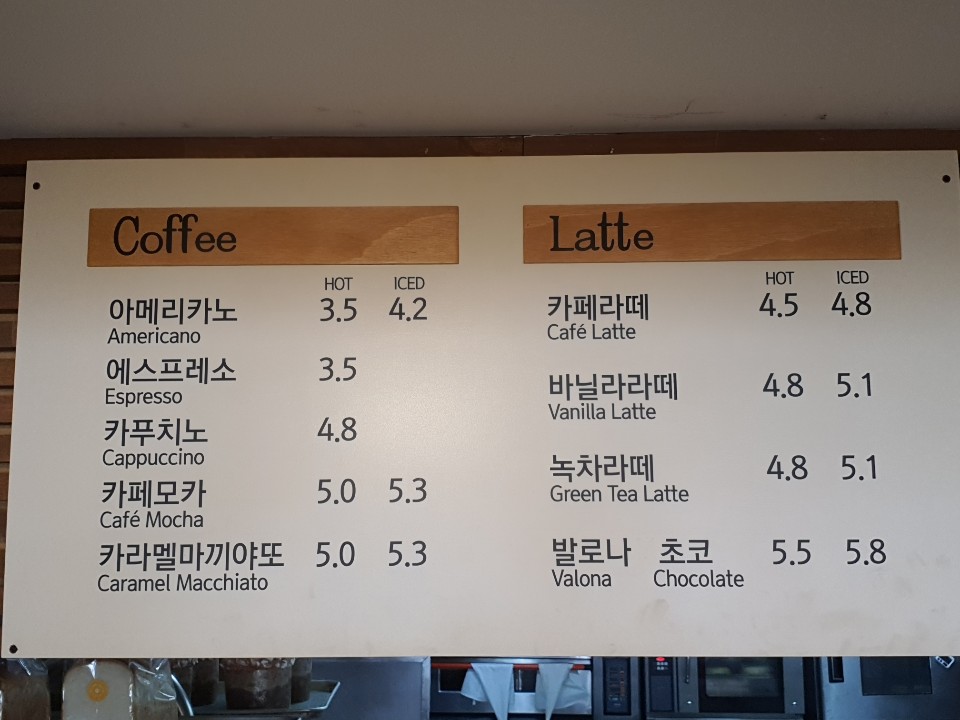 Coffee
HOT ICED
아메리카노 3.5 4.2
Americano
에스프레소 3.5
Espresso
카푸치노 4.8
Cappuccino
카페모카 5.0 5.3
Café Mocha
카라멜마끼야또 5.0 5.3
Caramel Macchiato
Latte
HOT ICED
카페라떼 4.5 4.8
Café Latte
바닐라라떼 4.8 5.1
Vanilla Latte
녹차라떼 4.8 5.1
Green Tea Latte
발로나 초코 5.5 5.8
Valona Chocolate